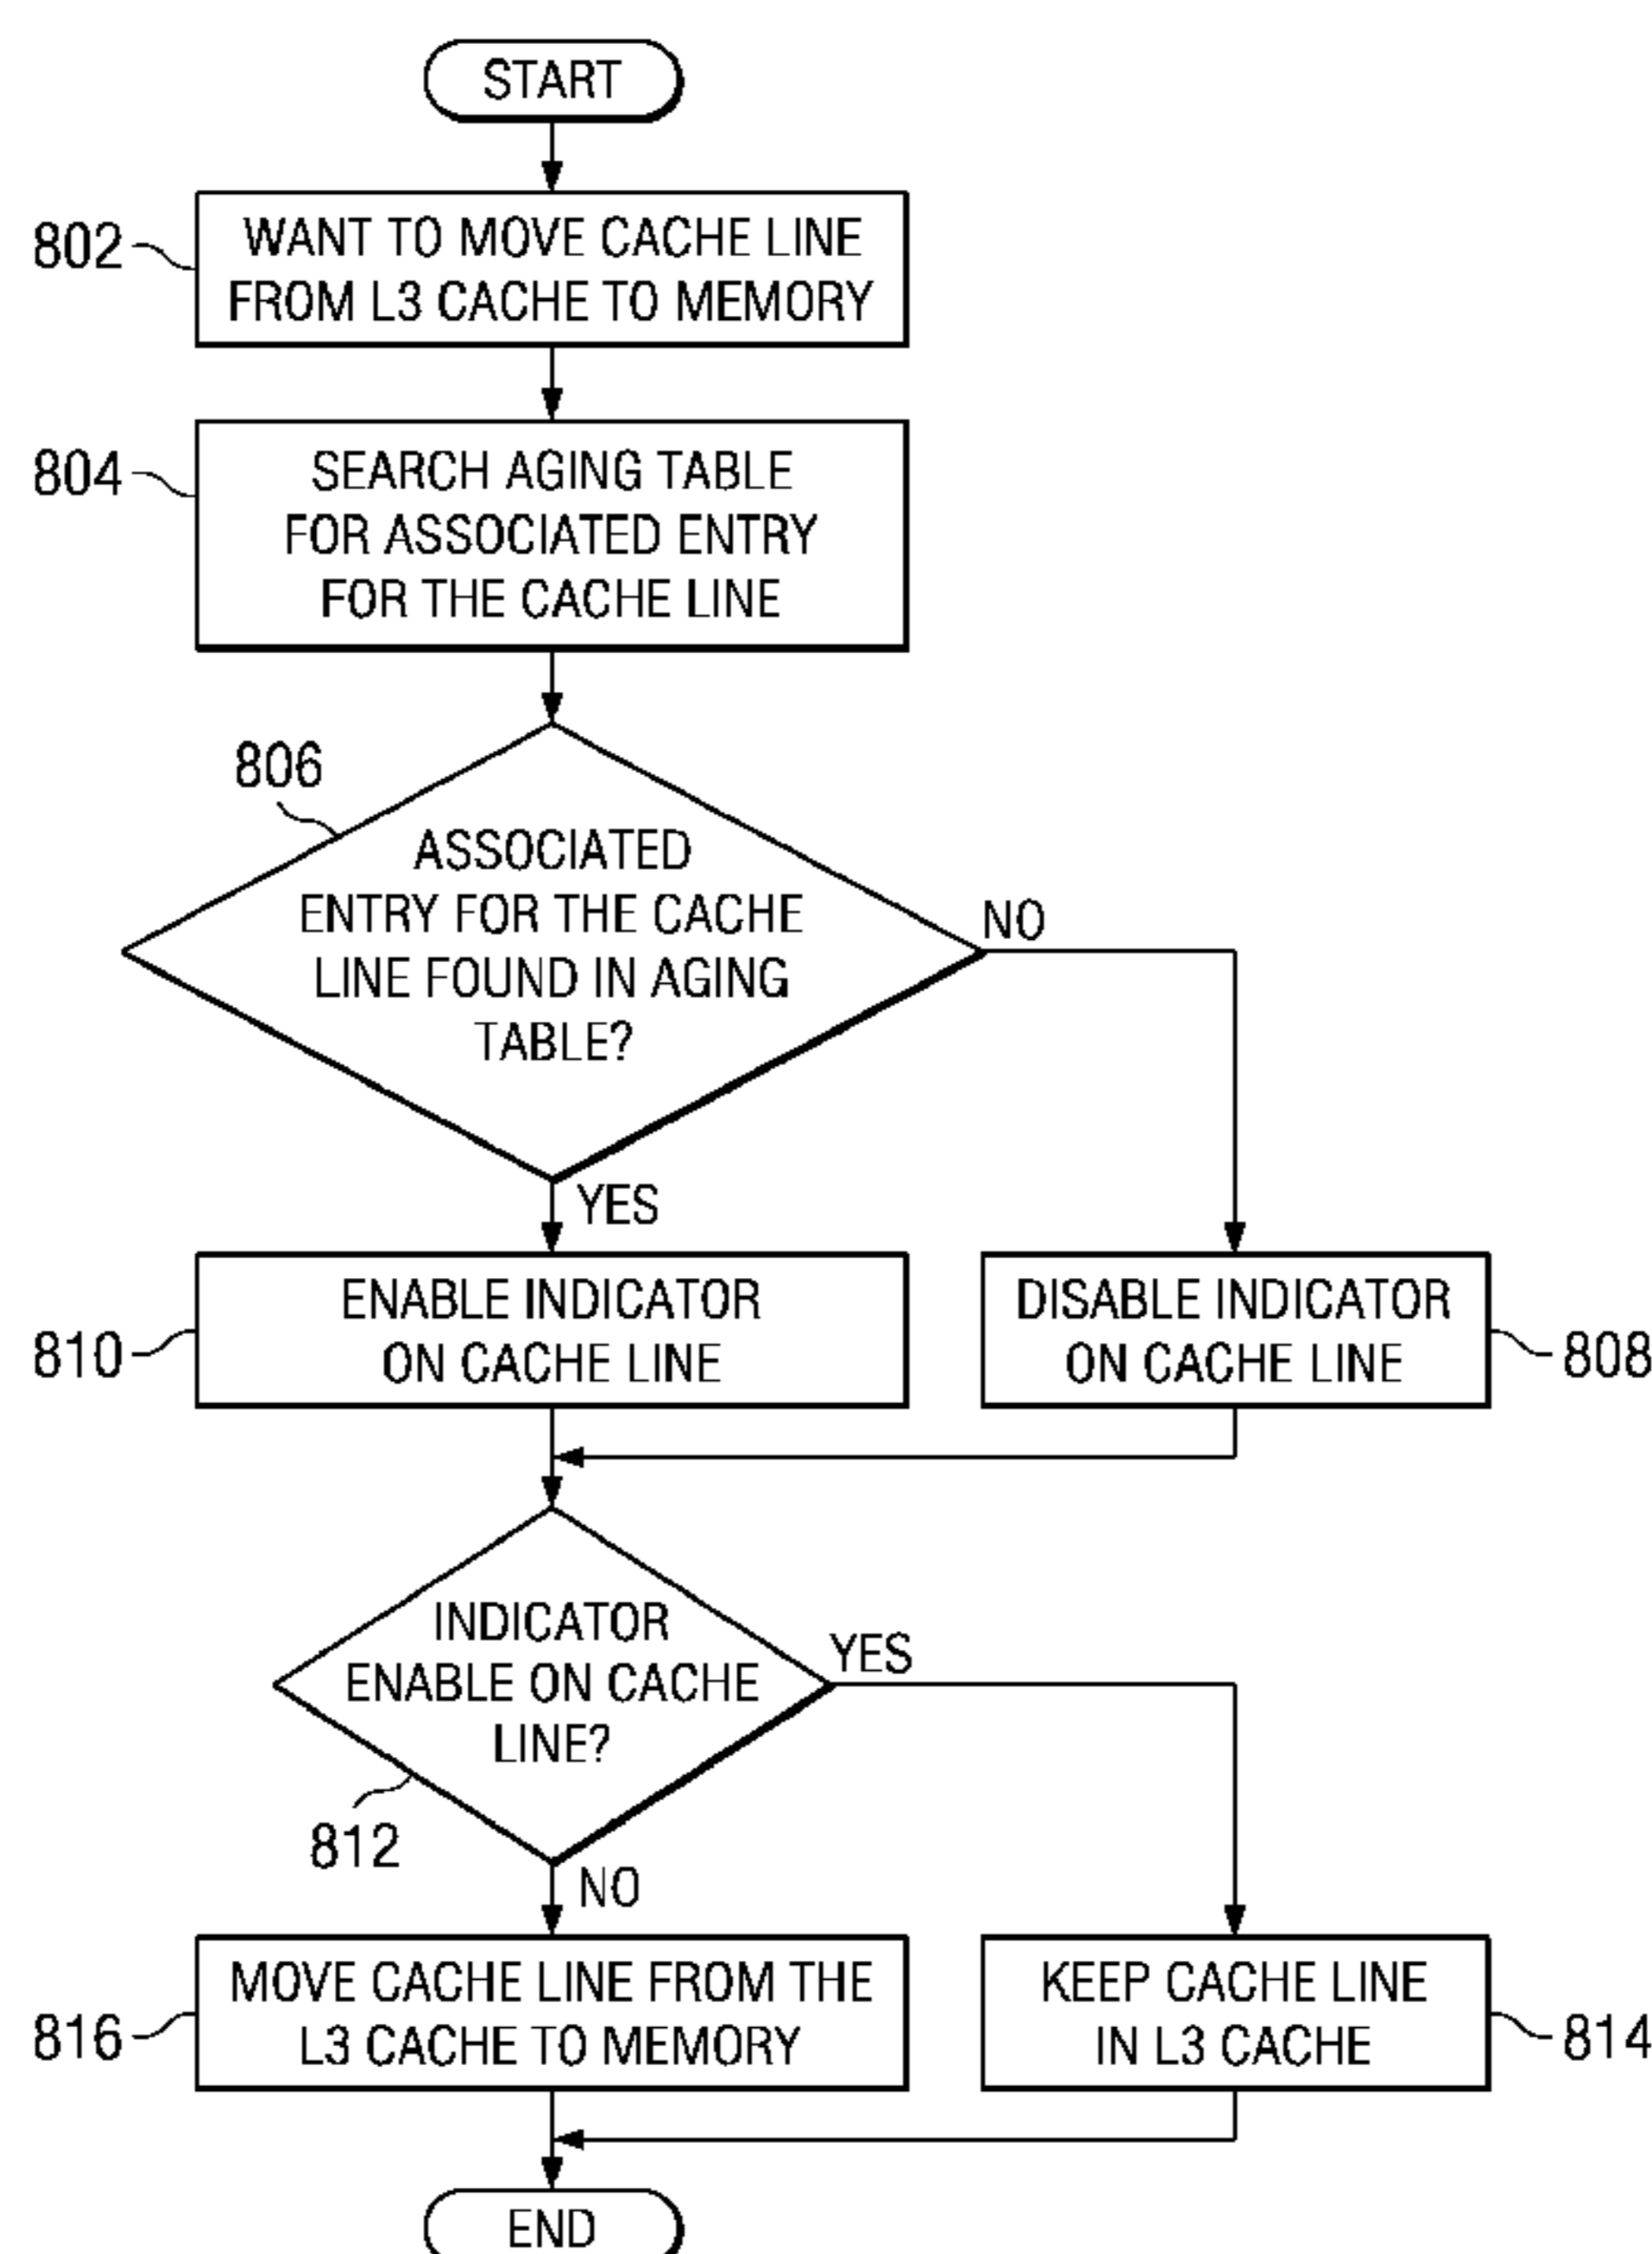 START
802
WANT TO MOVE CACHE LINE
FROM L3 CACHE TO MEMORY
804
SEARCH AGING TABLE
FOR ASSOCIATED ENTRY
FOR THE CACHE LINE
806
ASSOCIATED
ENTRY FOR THE CACHE
LINE FOUND IN AGING
TABLE?
NO
YES
810
ENABLE INDICATOR
ON CACHE LINE
DISABLE INDICATOR
ON CACHE LINE
808
INDICATOR
ENABLE ON CACHE
LINE?
YES
812
NO
816
MOVE CACHE LINE FROM THE
L3 CACHE TO MEMORY
KEEP CACHE LINE
IN L3 CACHE
814
END